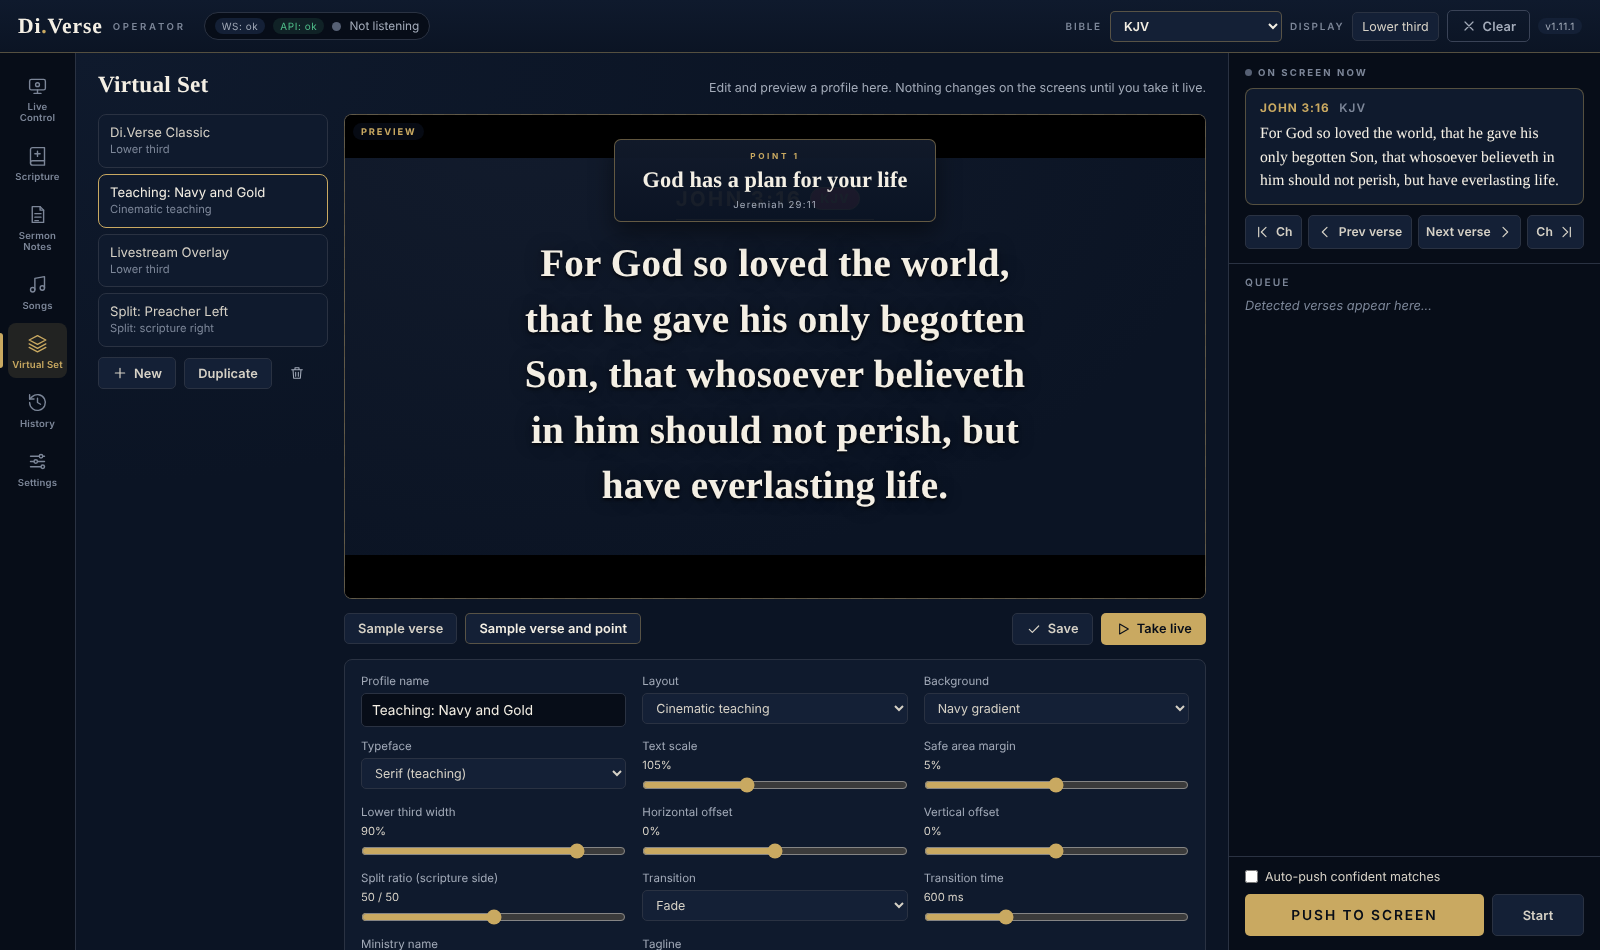 Di.Verse OPERATOR
WS: ok API: ok Not listening
BIBLE KJV DISPLAY Lower third Clear v1.11.1
Live Control
Scripture
Sermon Notes
Songs
Virtual Set
History
Settings
Virtual Set
Edit and preview a profile here. Nothing changes on the screens until you take it live.
Di.Verse Classic
Lower third
Teaching: Navy and Gold
Cinematic teaching
Livestream Overlay
Lower third
Split: Preacher Left
Split: scripture right
New Duplicate
PREVIEW
POINT 1
God has a plan for your life
Jeremiah 29:11
For God so loved the world,
that he gave his only begotten
Son, that whosoever believeth
in him should not perish, but
have everlasting life.
Sample verse Sample verse and point Save Take live
Profile name
Teaching: Navy and Gold
Layout
Cinematic teaching
Background
Navy gradient
Typeface
Serif (teaching)
Text scale
105%
Safe area margin
5%
Lower third width
90%
Horizontal offset
0%
Vertical offset
0%
Split ratio (scripture side)
50 / 50
Transition
Fade
Transition time
600 ms
Ministry name
Tagline
ON SCREEN NOW
JOHN 3:16 KJV
For God so loved the world, that he gave his
only begotten Son, that whosoever believeth in
him should not perish, but have everlasting life.
Ch Prev verse Next verse Ch
QUEUE
Detected verses appear here...
Auto-push confident matches
PUSH TO SCREEN Start